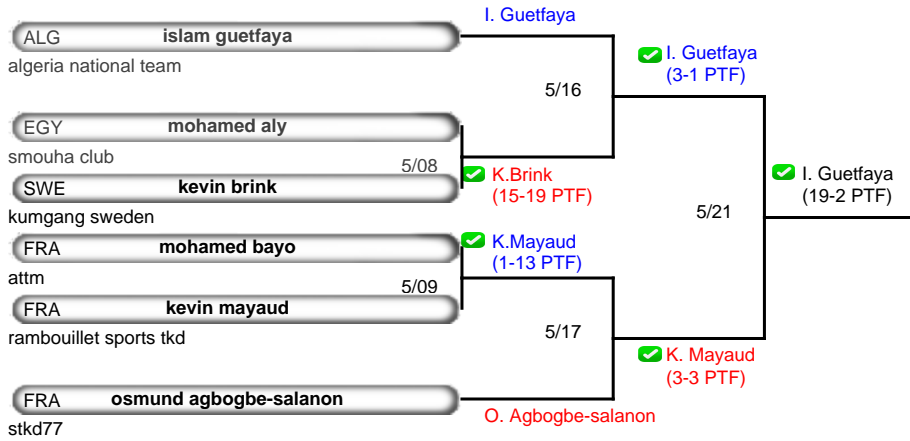 I. Guetfaya
ALG islam guetfaya
algeria national team
I. Guetfaya
(3-1 PTF)
5/16
EGY mohamed aly
smouha club
5/08
K.Brink
(15-19 PTF)
SWE kevin brink
kumgang sweden
I. Guetfaya
(19-2 PTF)
5/21
FRA mohamed bayo
attm
K.Mayaud
(1-13 PTF)
5/09
FRA kevin mayaud
rambouillet sports tkd
5/17
K. Mayaud
(3-3 PTF)
FRA osmund agbogbe-salanon
stkd77
O. Agbogbe-salanon